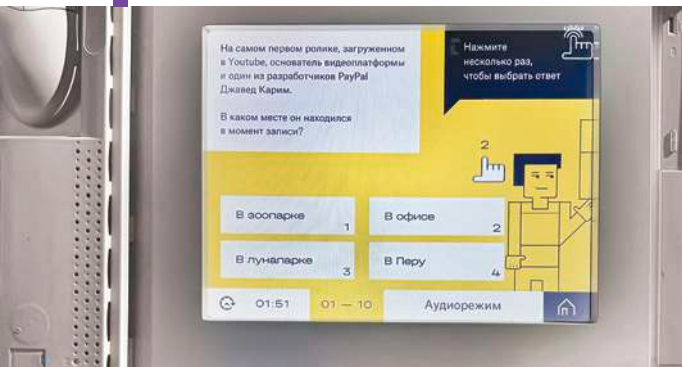 На самом первом ролике, загруженном
в Youtube, основатель видеоплатформы
и один из разработчиков PayPal
Джавед Карим.
В каком месте он находился
в момент записи?
Нажмите
несколько раз,
чтобы выбрать ответ
2
В зоопарке
1
В офисе
2
В лунапарке
3
В Перу
4
01:51
01 — 10
Аудиорежим